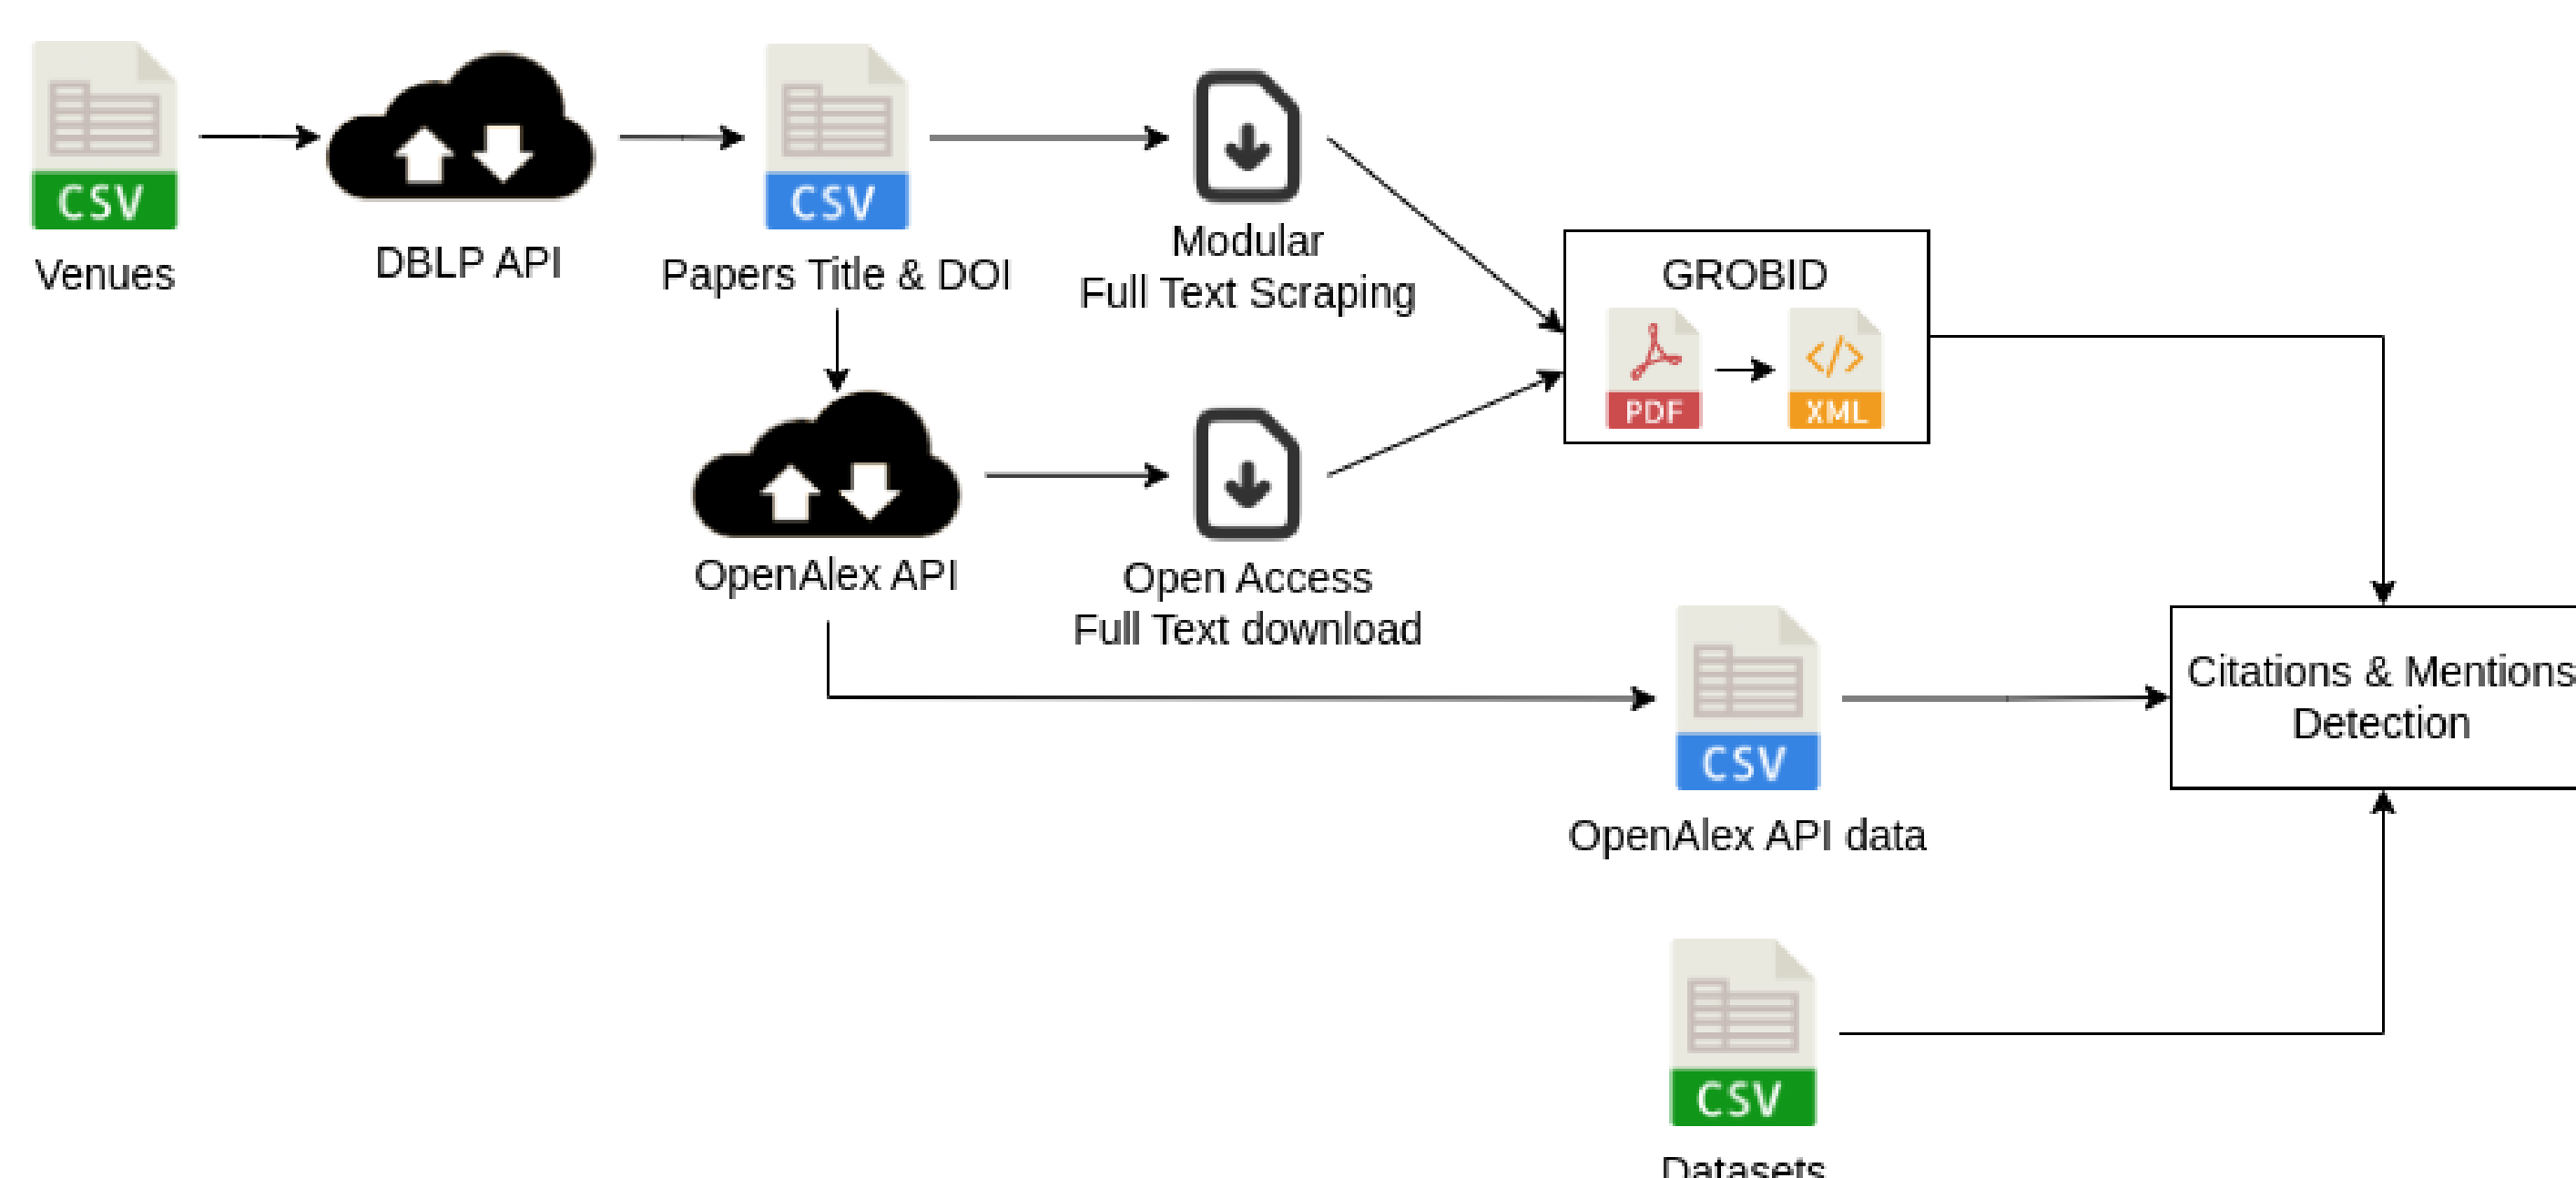 CSV
Venues
DBLP API
CSV
Papers Title & DOI
Modular
Full Text Scraping
GROBID
PDF
XML
OpenAlex API
Open Access
Full Text download
CSV
OpenAlex API data
Citations & Mentions
Detection
CSV
Datasets